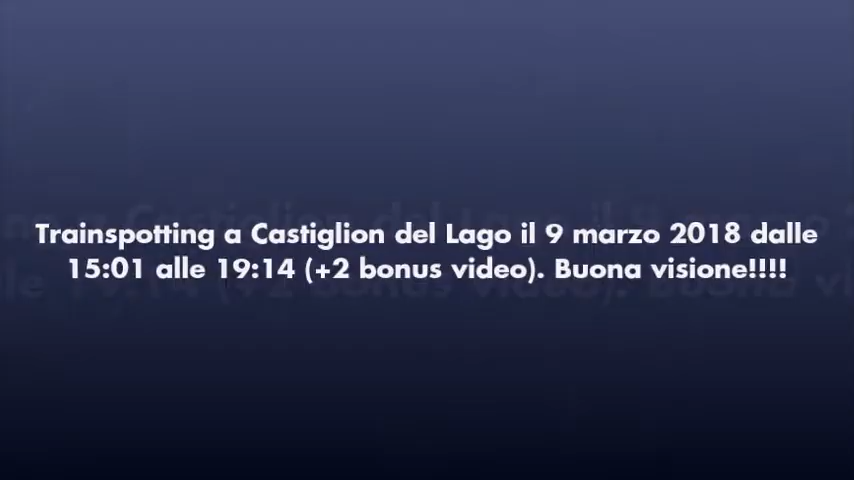 Trainspotting a Castiglion del Lago il 9 marzo 2018 dalle
15:01 alle 19:14 (+2 bonus video). Buona visione!!!!